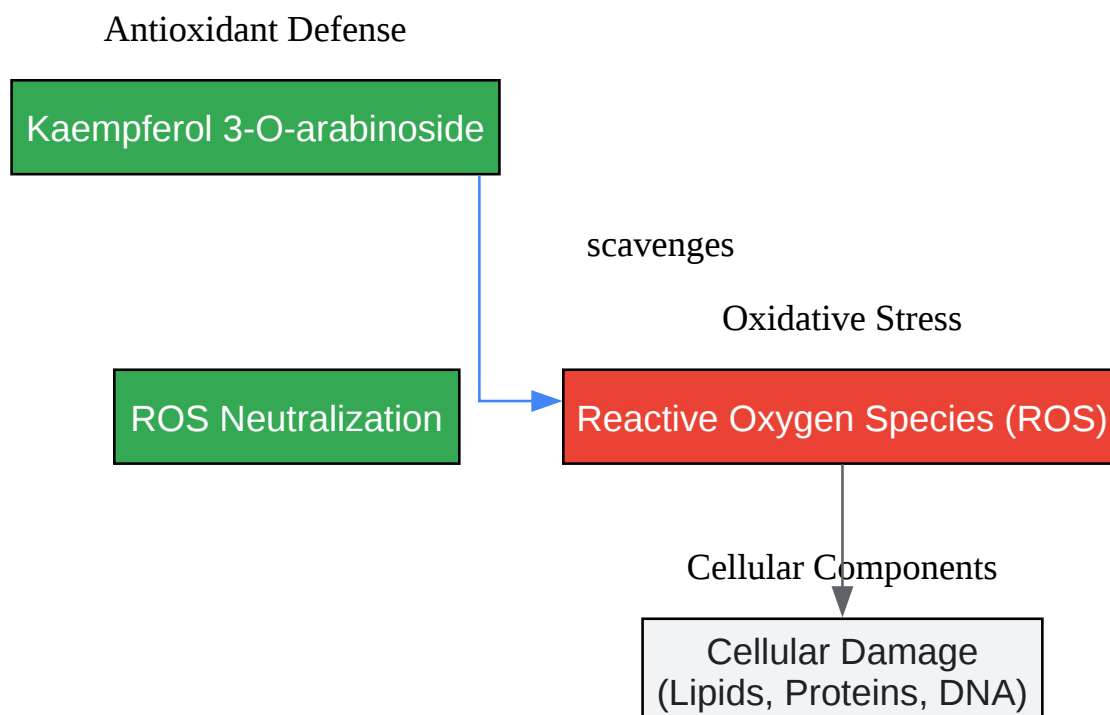 Antioxidant Defense
Kaempferol 3-O-arabinoside
scavenges
Oxidative Stress
ROS Neutralization
Reactive Oxygen Species (ROS)
Cellular Components
Cellular Damage
(Lipids, Proteins, DNA)